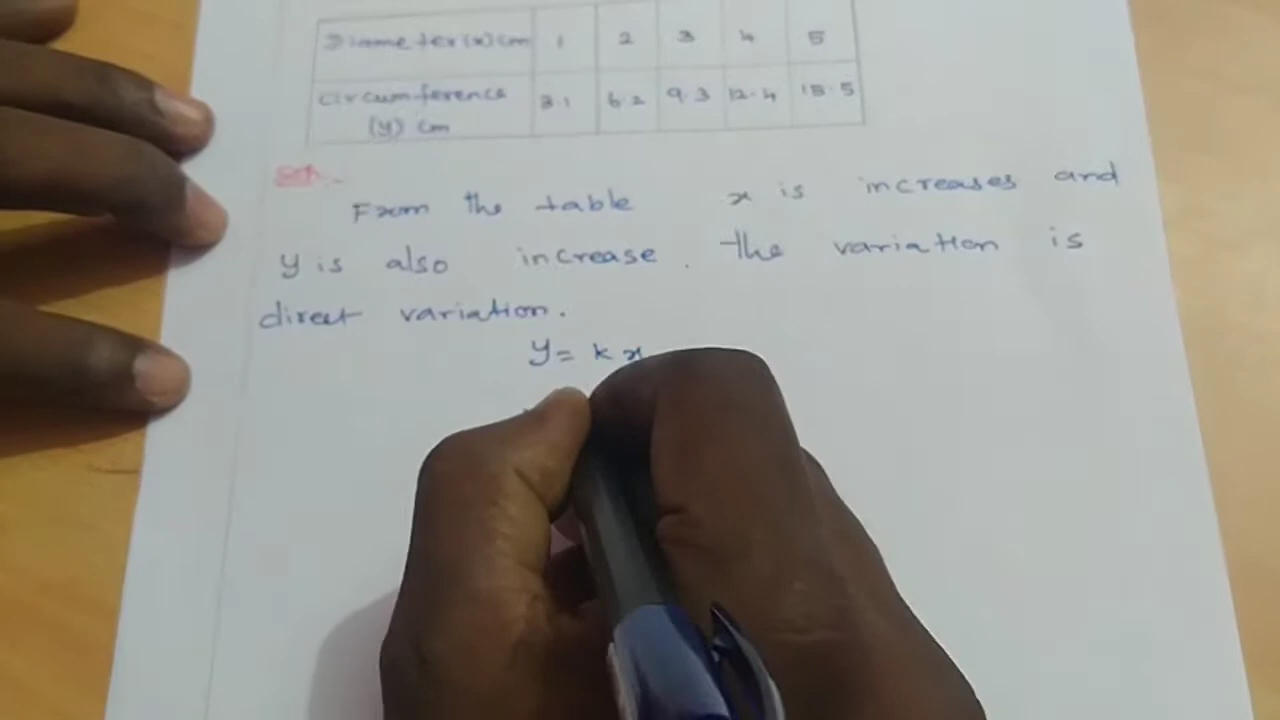 Diameter (x) cm 1 2 3 4 5
Circumference 3.1 6.2 9.3 12.4 15.5
(y) cm
Soln:-
From the table x is increases and
y is also increase. The variation is
direct variation.
y = kx